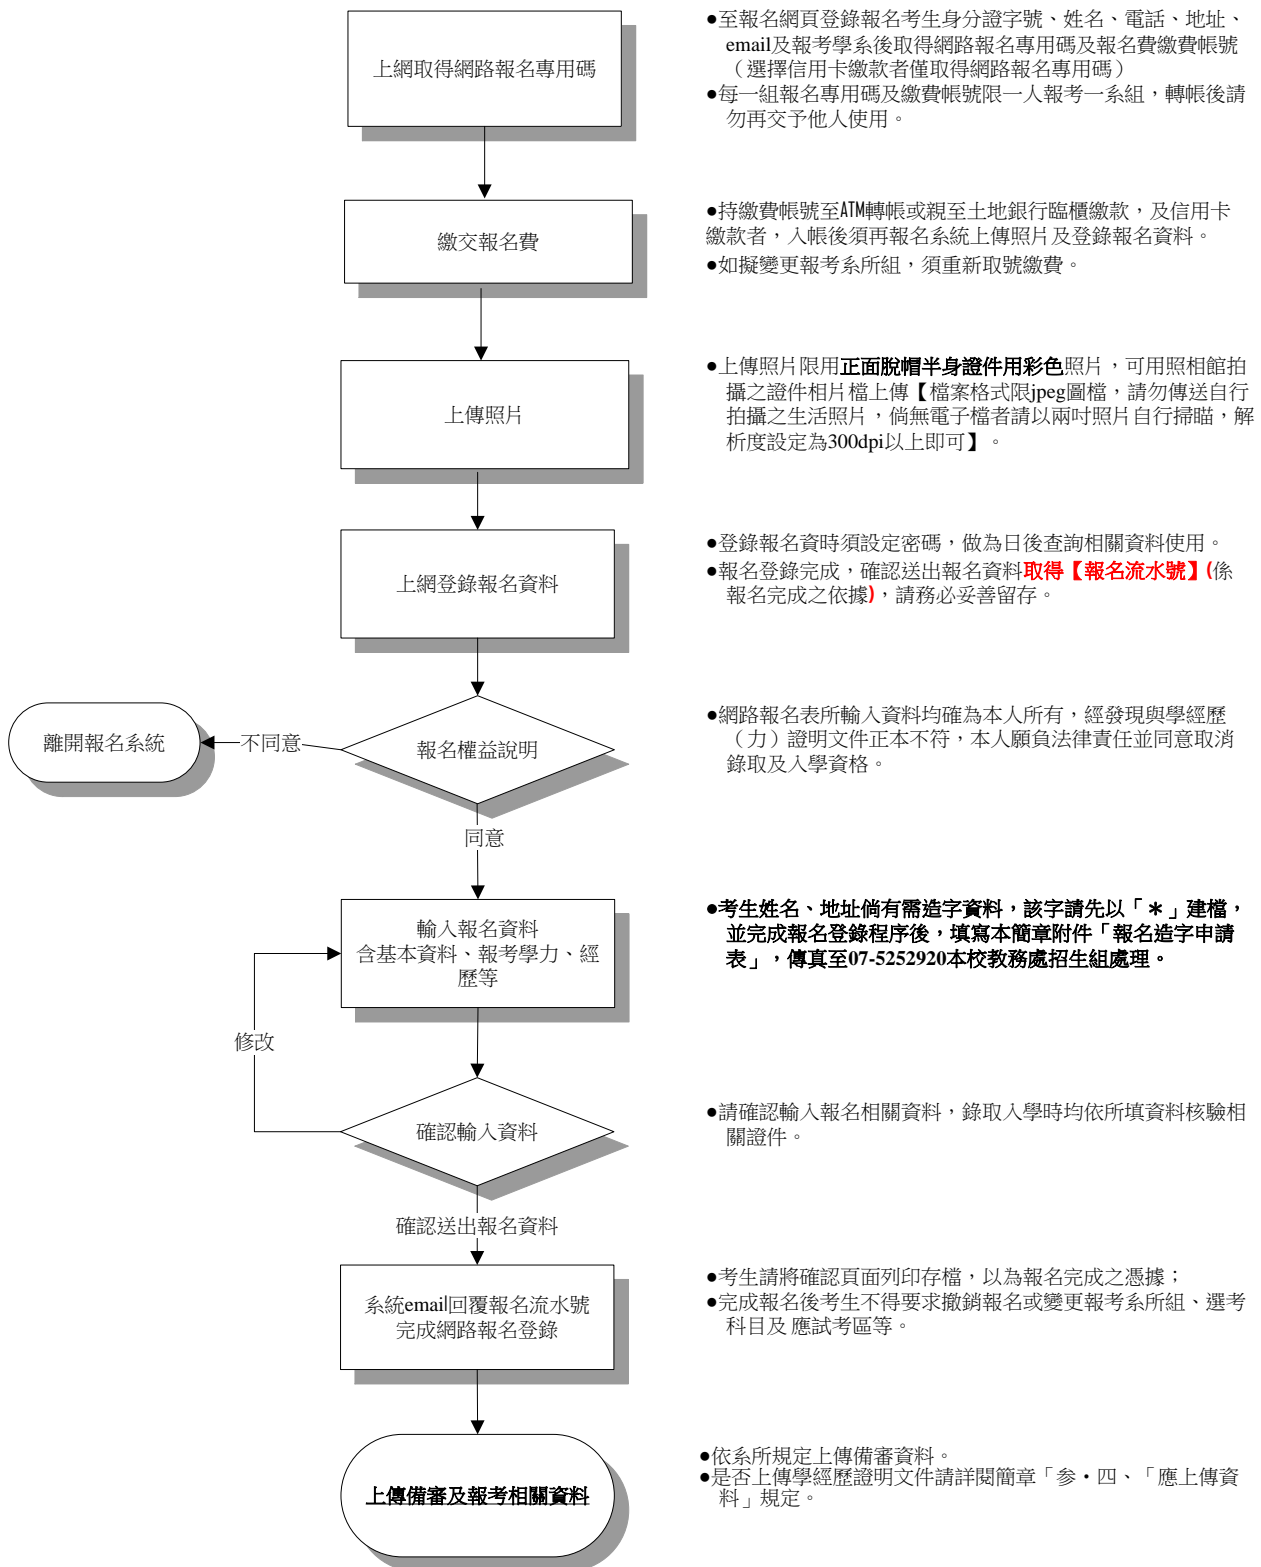 上網取得網路報名專用碼
●至報名網頁登錄報名考生身分證字號、姓名、電話、地址、
email及報考學系後取得網路報名專用碼及報名費繳費帳號
（選擇信用卡繳款者僅取得網路報名專用碼）
●每一組報名專用碼及繳費帳號限一人報考一系組，轉帳後請
勿再交予他人使用。
繳交報名費
●持繳費帳號至ATM轉帳或親至土地銀行臨櫃繳款，及信用卡
繳款者，入帳後須再報名系統上傳照片及登錄報名資料。
●如擬變更報考系所組，須重新取號繳費。
上傳照片
●上傳照片限用正面脫帽半身證件用彩色照片，可用照相館拍
攝之證件相片檔上傳【檔案格式限jpeg圖檔，請勿傳送自行
拍攝之生活照片，倘無電子檔者請以兩吋照片自行掃瞄，解
析度設定為300dpi以上即可】。
上網登錄報名資料
●登錄報名資時須設定密碼，做為日後查詢相關資料使用。
●報名登錄完成，確認送出報名資料取得【報名流水號】(係
報名完成之依據)，請務必妥善留存。
離開報名系統
不同意
報名權益說明
●網路報名表所輸入資料均確為本人所有，經發現與學經歷
（力）證明文件正本不符，本人願負法律責任並同意取消
錄取及入學資格。
同意
輸入報名資料
含基本資料、報考學力、經
歷等
●考生姓名、地址倘有需造字資料，該字請先以「＊」建檔，
並完成報名登錄程序後，填寫本簡章附件「報名造字申請
表」，傳真至07-5252920本校教務處招生組處理。
修改
確認輸入資料
●請確認輸入報名相關資料，錄取入學時均依所填資料核驗相
關證件。
確認送出報名資料
系統email回覆報名流水號
完成網路報名登錄
●考生請將確認頁面列印存檔，以為報名完成之憑據；
●完成報名後考生不得要求撤銷報名或變更報考系所組、選考
科目及 應試考區等。
上傳備審及報考相關資料
●依系所規定上傳備審資料。
●是否上傳學經歷證明文件請詳閱簡章「参‧四、「應上傳資
料」規定。